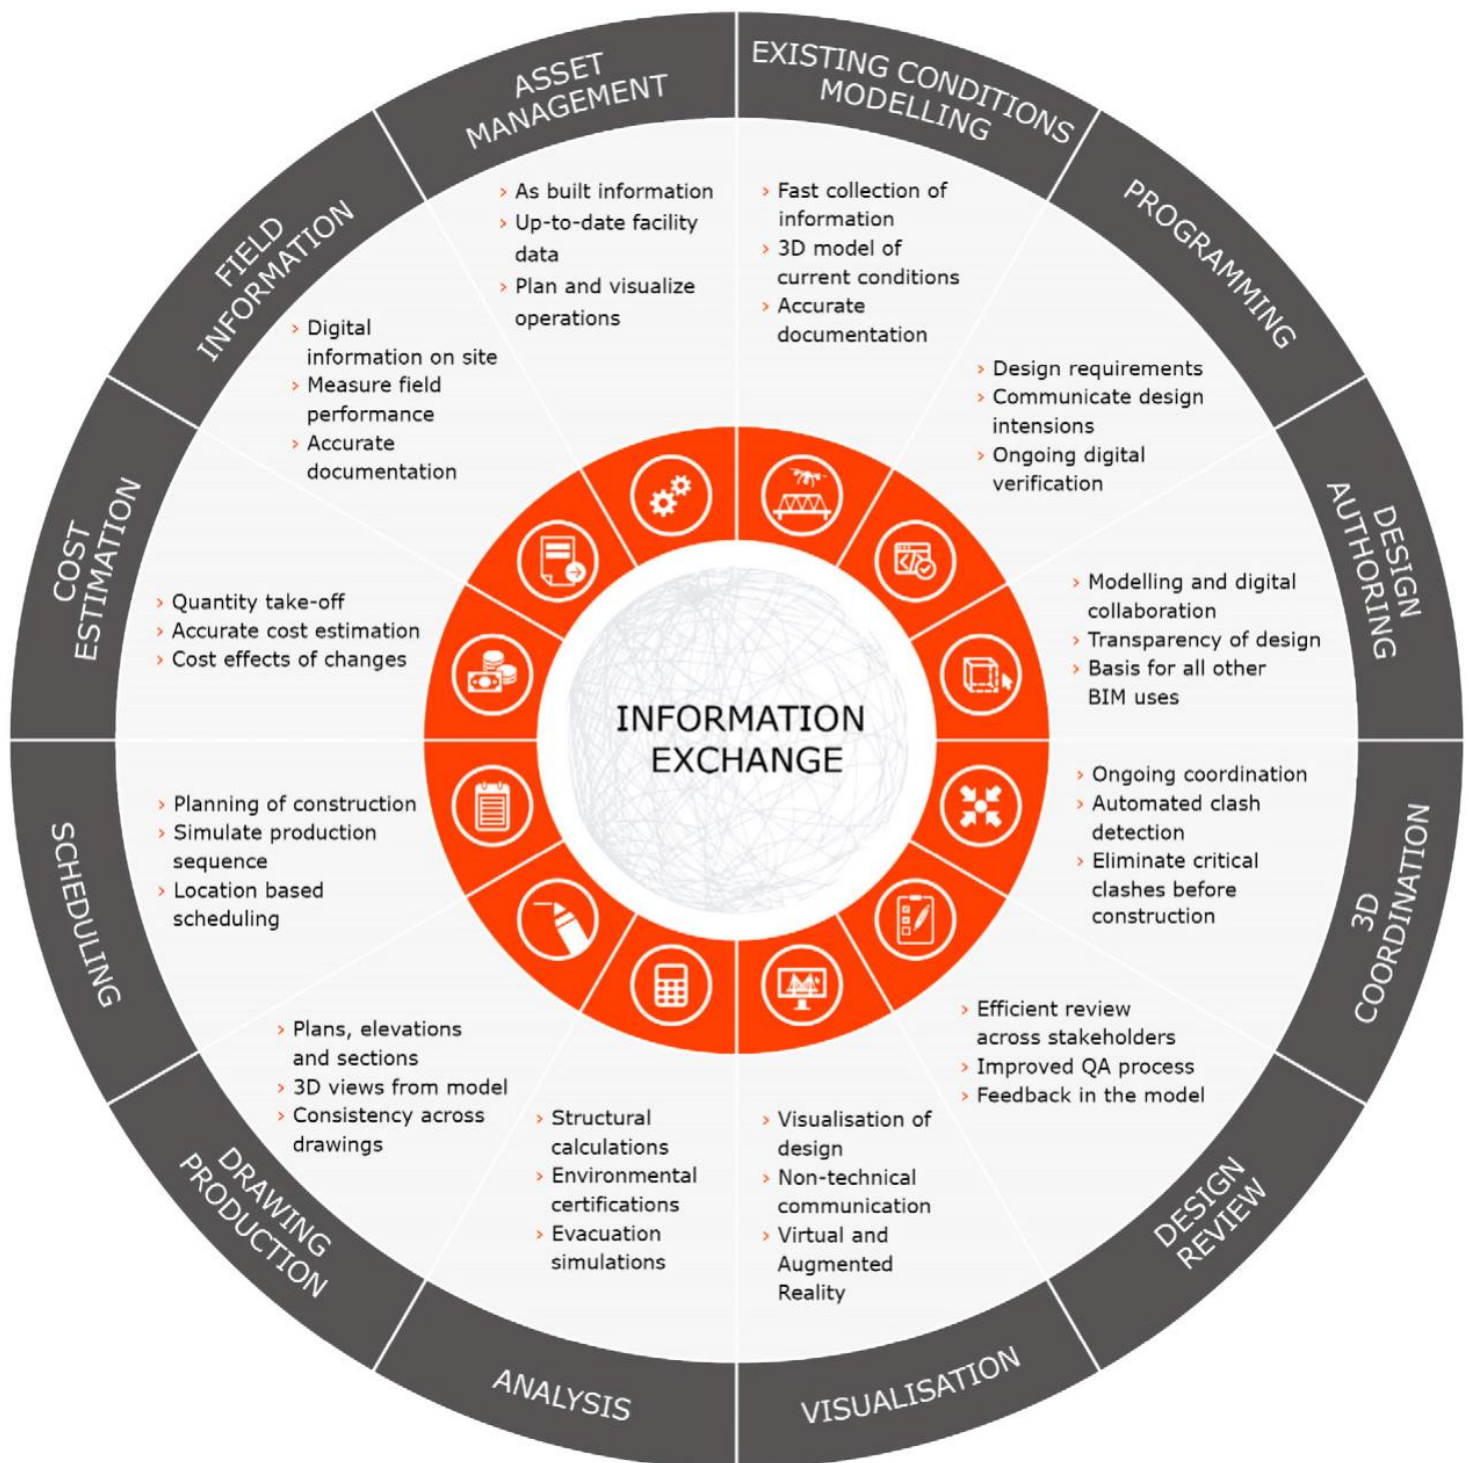 EXISTING CONDITIONS
MODELLING
> Fast collection of
information
> 3D model of
current conditions
> Accurate
documentation
PROGRAMMING
> Design requirements
> Communicate design
intensions
> Ongoing digital
verification
DESIGN
AUTHORING
> Modelling and digital
collaboration
> Transparency of design
> Basis for all other
BIM uses
3D
COORDINATION
> Ongoing coordination
> Automated clash
detection
> Eliminate critical
clashes before
construction
DESIGN
REVIEW
> Efficient review
across stakeholders
> Improved QA process
> Feedback in the model
VISUALISATION
> Visualisation of
design
> Non-technical
communication
> Virtual and
Augmented
Reality
ANALYSIS
> Structural
calculations
> Environmental
certifications
> Evacuation
simulations
DRAWING
PRODUCTION
> Plans, elevations
and sections
> 3D views from model
> Consistency across
drawings
SCHEDULING
> Planning of construction
> Simulate production
sequence
> Location based
scheduling
COST
ESTIMATION
> Quantity take-off
> Accurate cost estimation
> Cost effects of changes
FIELD
INFORMATION
> Digital
information on site
> Measure field
performance
> Accurate
documentation
ASSET
MANAGEMENT
> As built information
> Up-to-date facility
data
> Plan and visualize
operations
INFORMATION
EXCHANGE